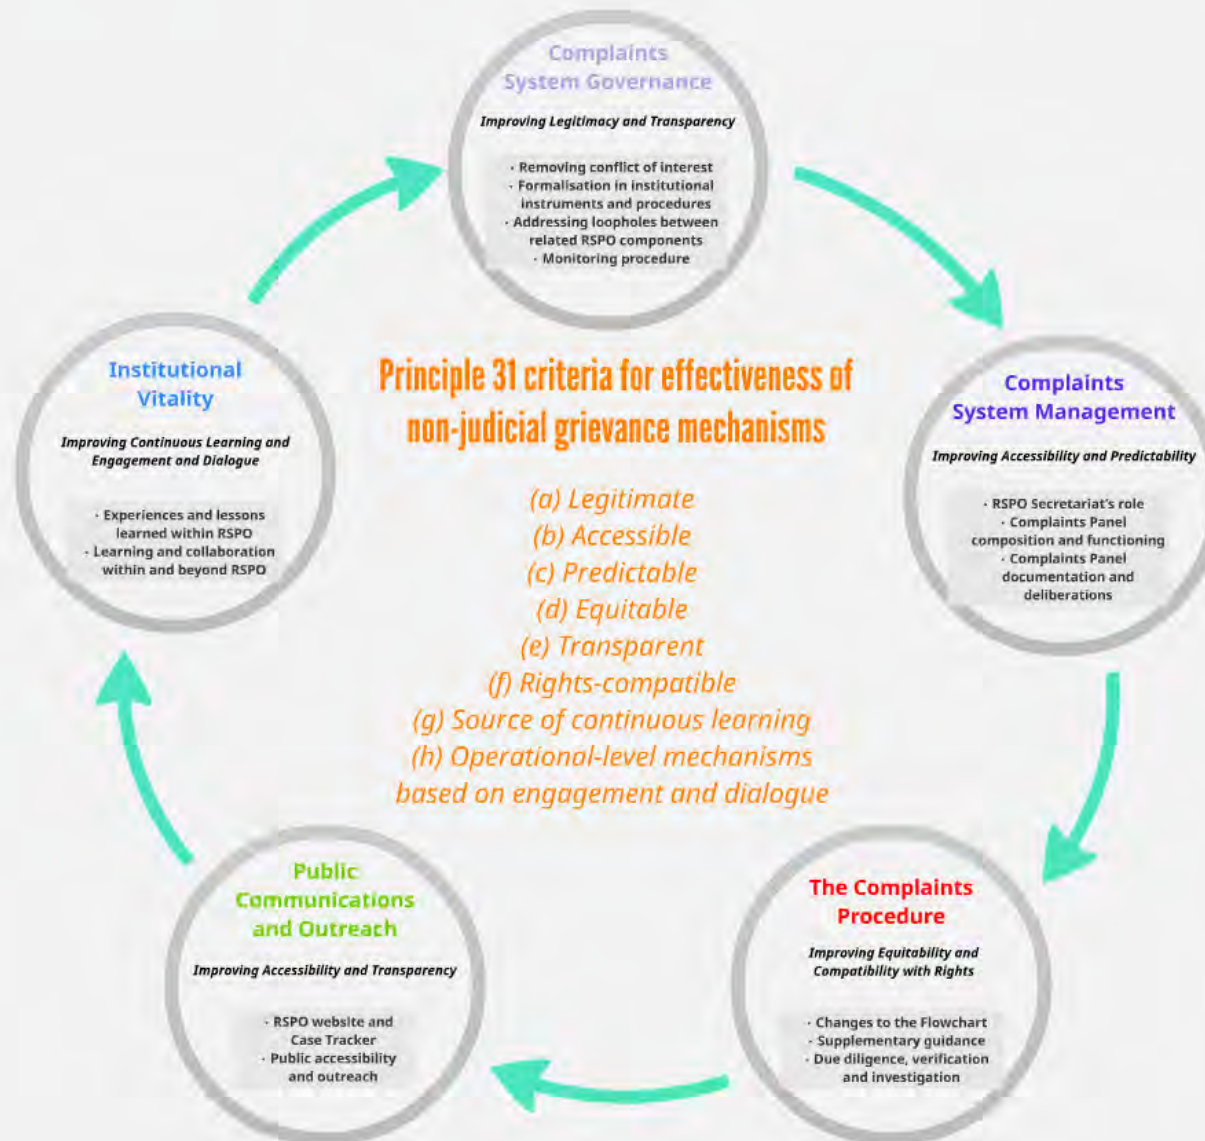 Complaints
System Governance
Improving Legitimacy and Transparency
· Removing conflict of interest
· Formalisation in institutional
instruments and procedures
· Addressing loopholes between
related RSPO components
· Monitoring procedure
Institutional
Vitality
Improving Continuous Learning and
Engagement and Dialogue
· Experiences and lessons
learned within RSPO
· Learning and collaboration
within and beyond RSPO
Principle 31 criteria for effectiveness of
non-judicial grievance mechanisms
(a) Legitimate
(b) Accessible
(c) Predictable
(d) Equitable
(e) Transparent
(f) Rights-compatible
(g) Source of continuous learning
(h) Operational-level mechanisms
based on engagement and dialogue
Complaints
System Management
Improving Accessibility and Predictability
· RSPO Secretariat's role
· Complaints Panel
composition and functioning
· Complaints Panel
documentation and
deliberations
Public
Communications
and Outreach
Improving Accessibility and Transparency
· RSPO website and
Case Tracker
· Public accessibility
and outreach
The Complaints
Procedure
Improving Equitability and
Compatibility with Rights
· Changes to the Flowchart
· Supplementary guidance
· Due diligence, verification
and investigation